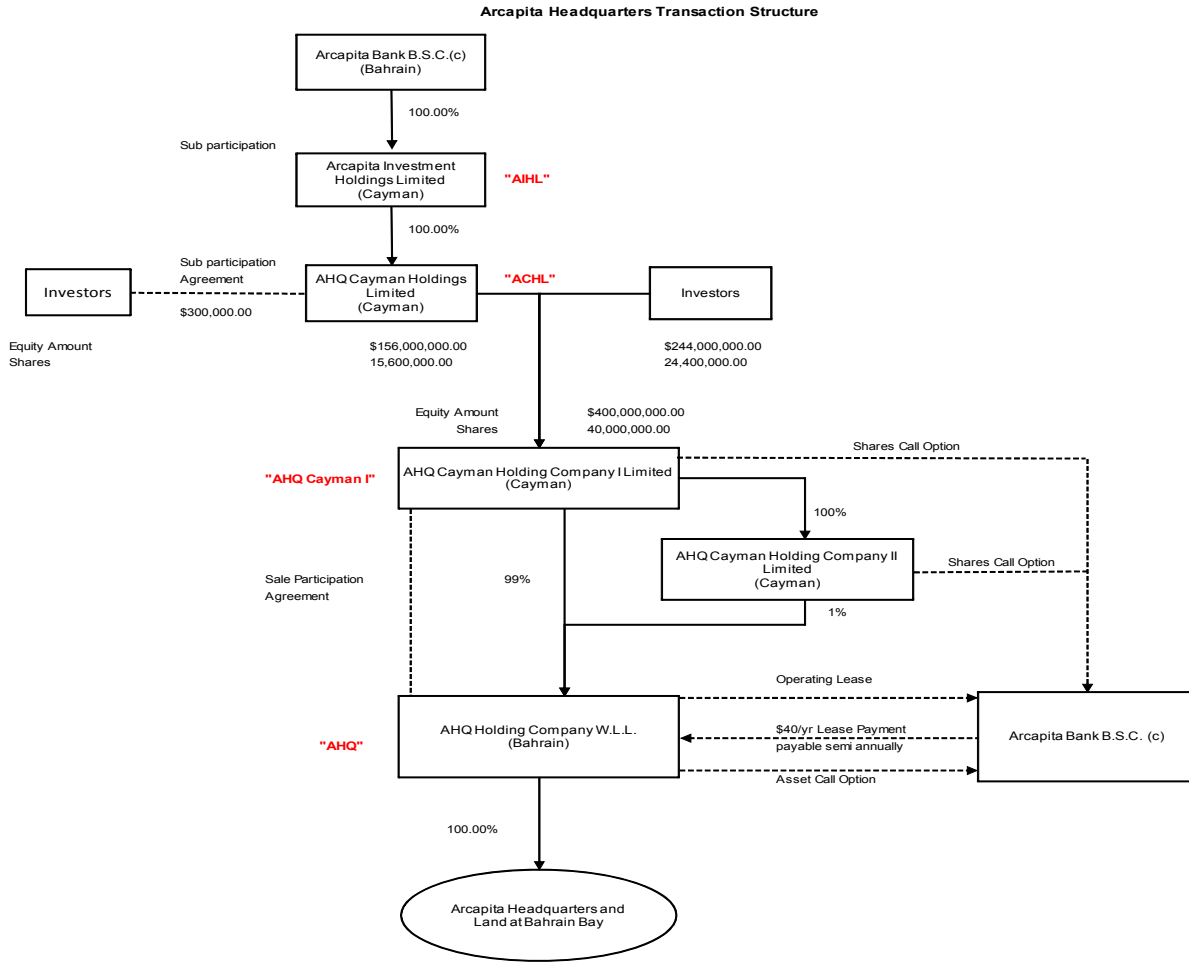 Arcapita Headquarters Transaction Structure
Arcapita Bank B.S.C.(c)
(Bahrain)
100.00%
Sub participation
Arcapita Investment
Holdings Limited
(Cayman)
"AIHL"
100.00%
Sub participation
Agreement
Investors
AHQ Cayman Holdings
Limited
(Cayman)
"ACHL"
Investors
$300,000.00
Equity Amount
$156,000,000.00
$244,000,000.00
Shares
15,600,000.00
24,400,000.00
Equity Amount
$400,000,000.00
Shares
40,000,000.00
Shares Call Option
"AHQ Cayman I"
AHQ Cayman Holding Company I Limited
(Cayman)
100%
AHQ Cayman Holding Company II
Limited
(Cayman)
Shares Call Option
Sale Participation
Agreement
99%
1%
Operating Lease
"AHQ"
AHQ Holding Company W.L.L.
(Bahrain)
$40/yr Lease Payment
payable semi annually
Arcapita Bank B.S.C. (c)
Asset Call Option
100.00%
Arcapita Headquarters and
Land at Bahrain Bay